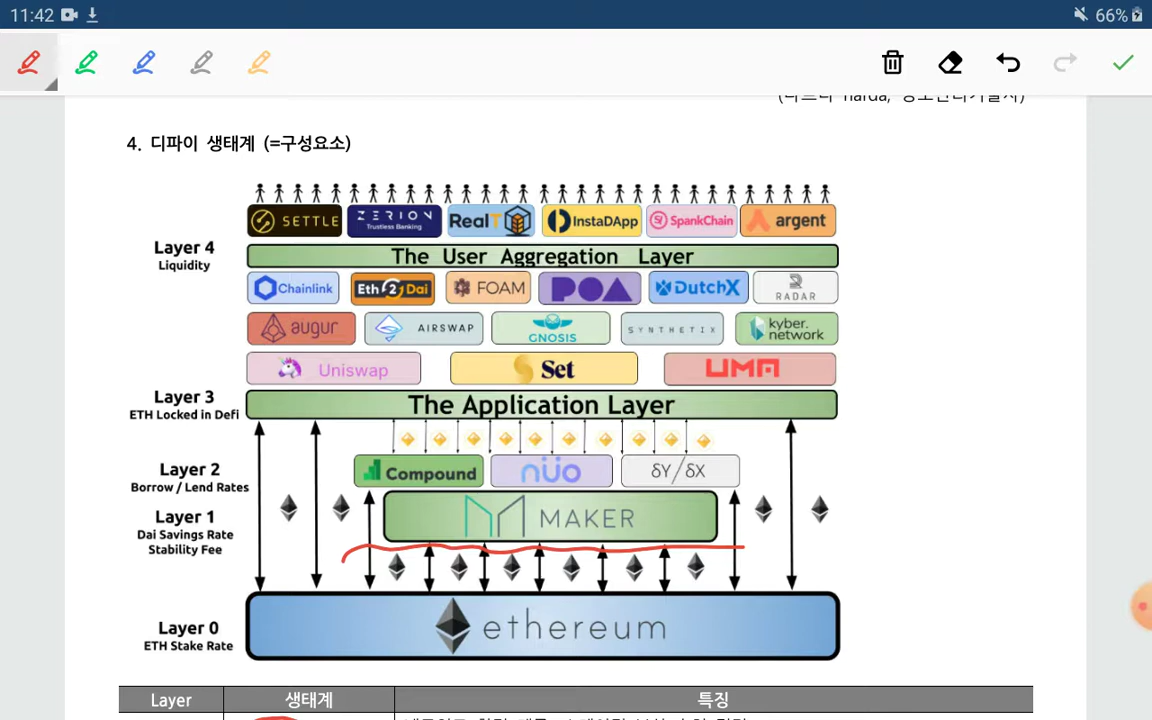 11:42 66%
4. 디파이 생태계 (=구성요소)
SETTLE ZERION Trustless Banking RealT InstaDApp SpankChain argent
Layer 4
Liquidity
The User Aggregation Layer
Chainlink Eth2Dai FOAM POA DutchX RADAR
augur AIRSWAP GNOSIS SYNTHETIX kyber.network
Uniswap Set UMA
Layer 3
ETH Locked in Defi
The Application Layer
Layer 2
Borrow / Lend Rates
Compound nüo δY/δX
Layer 1
Dai Savings Rate
Stability Fee
MAKER
Layer 0
ETH Stake Rate
ethereum
Layer 생태계 특징